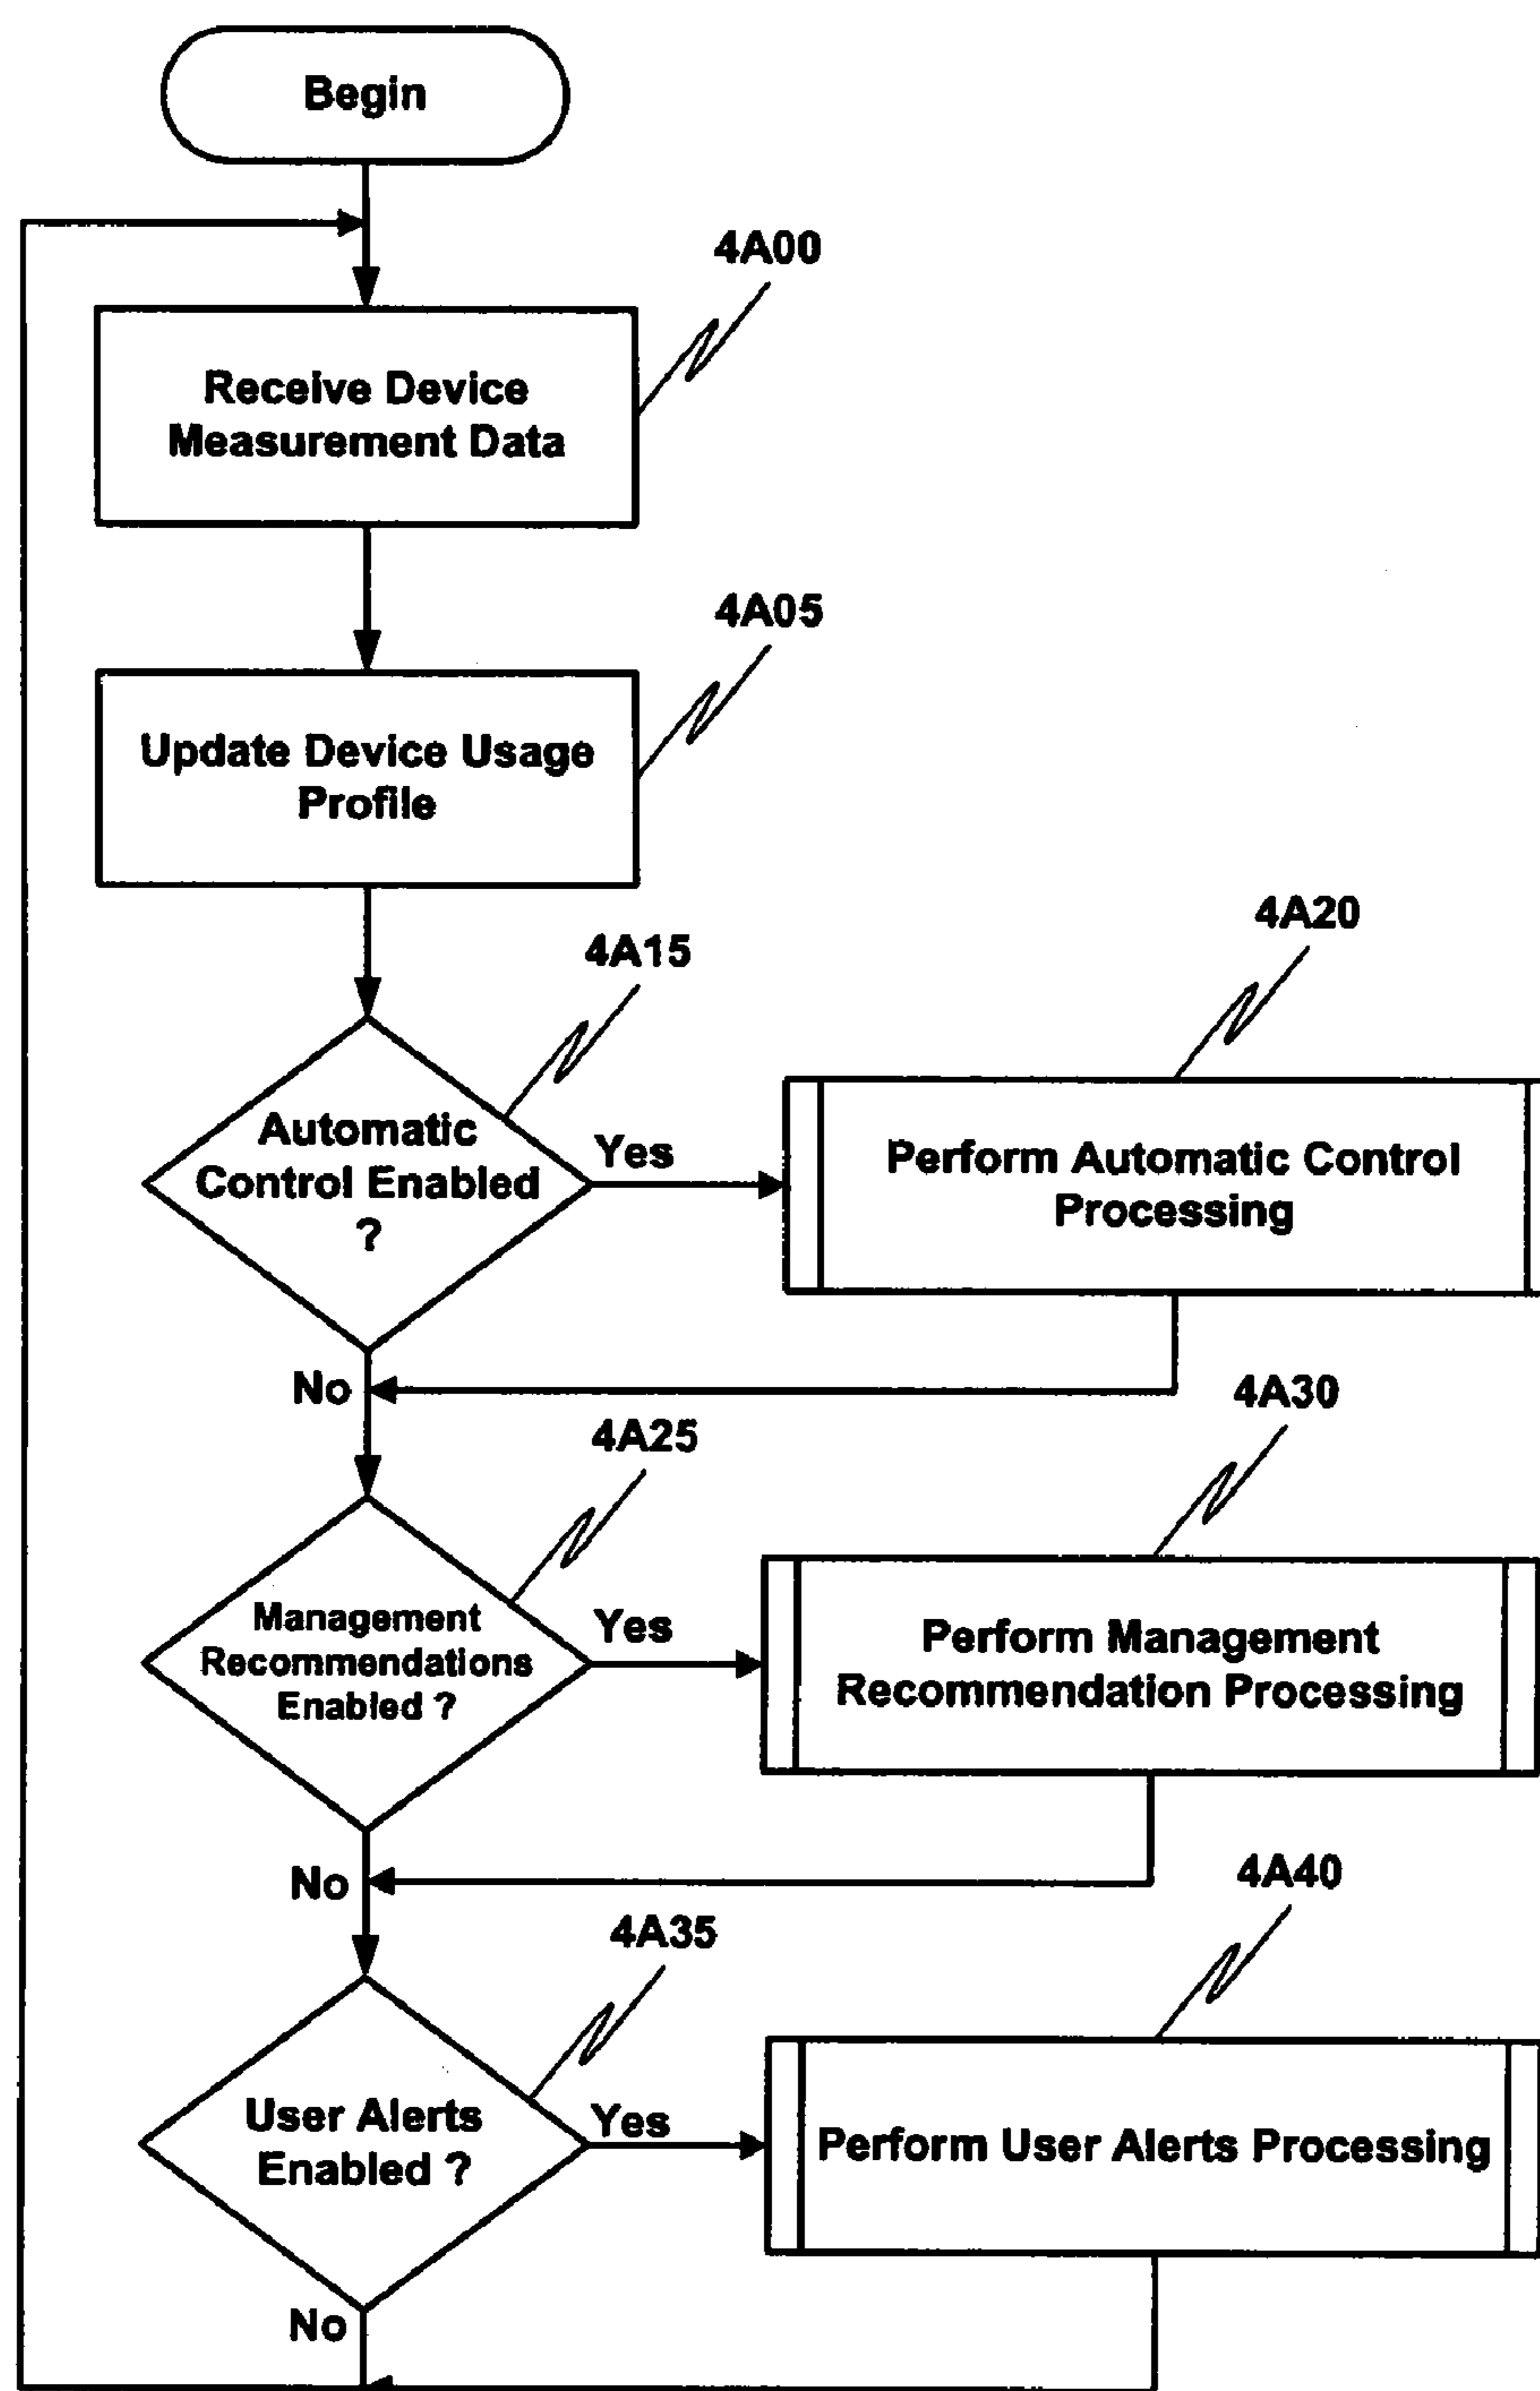 Begin
4A00
Receive Device
Measurement Data
4A05
Update Device Usage
Profile
4A15
Automatic
Control Enabled
?
Yes
4A20
Perform Automatic Control
Processing
No
4A25
Management
Recommendations
Enabled ?
Yes
4A30
Perform Management
Recommendation Processing
No
4A35
User Alerts
Enabled ?
Yes
4A40
Perform User Alerts Processing
No